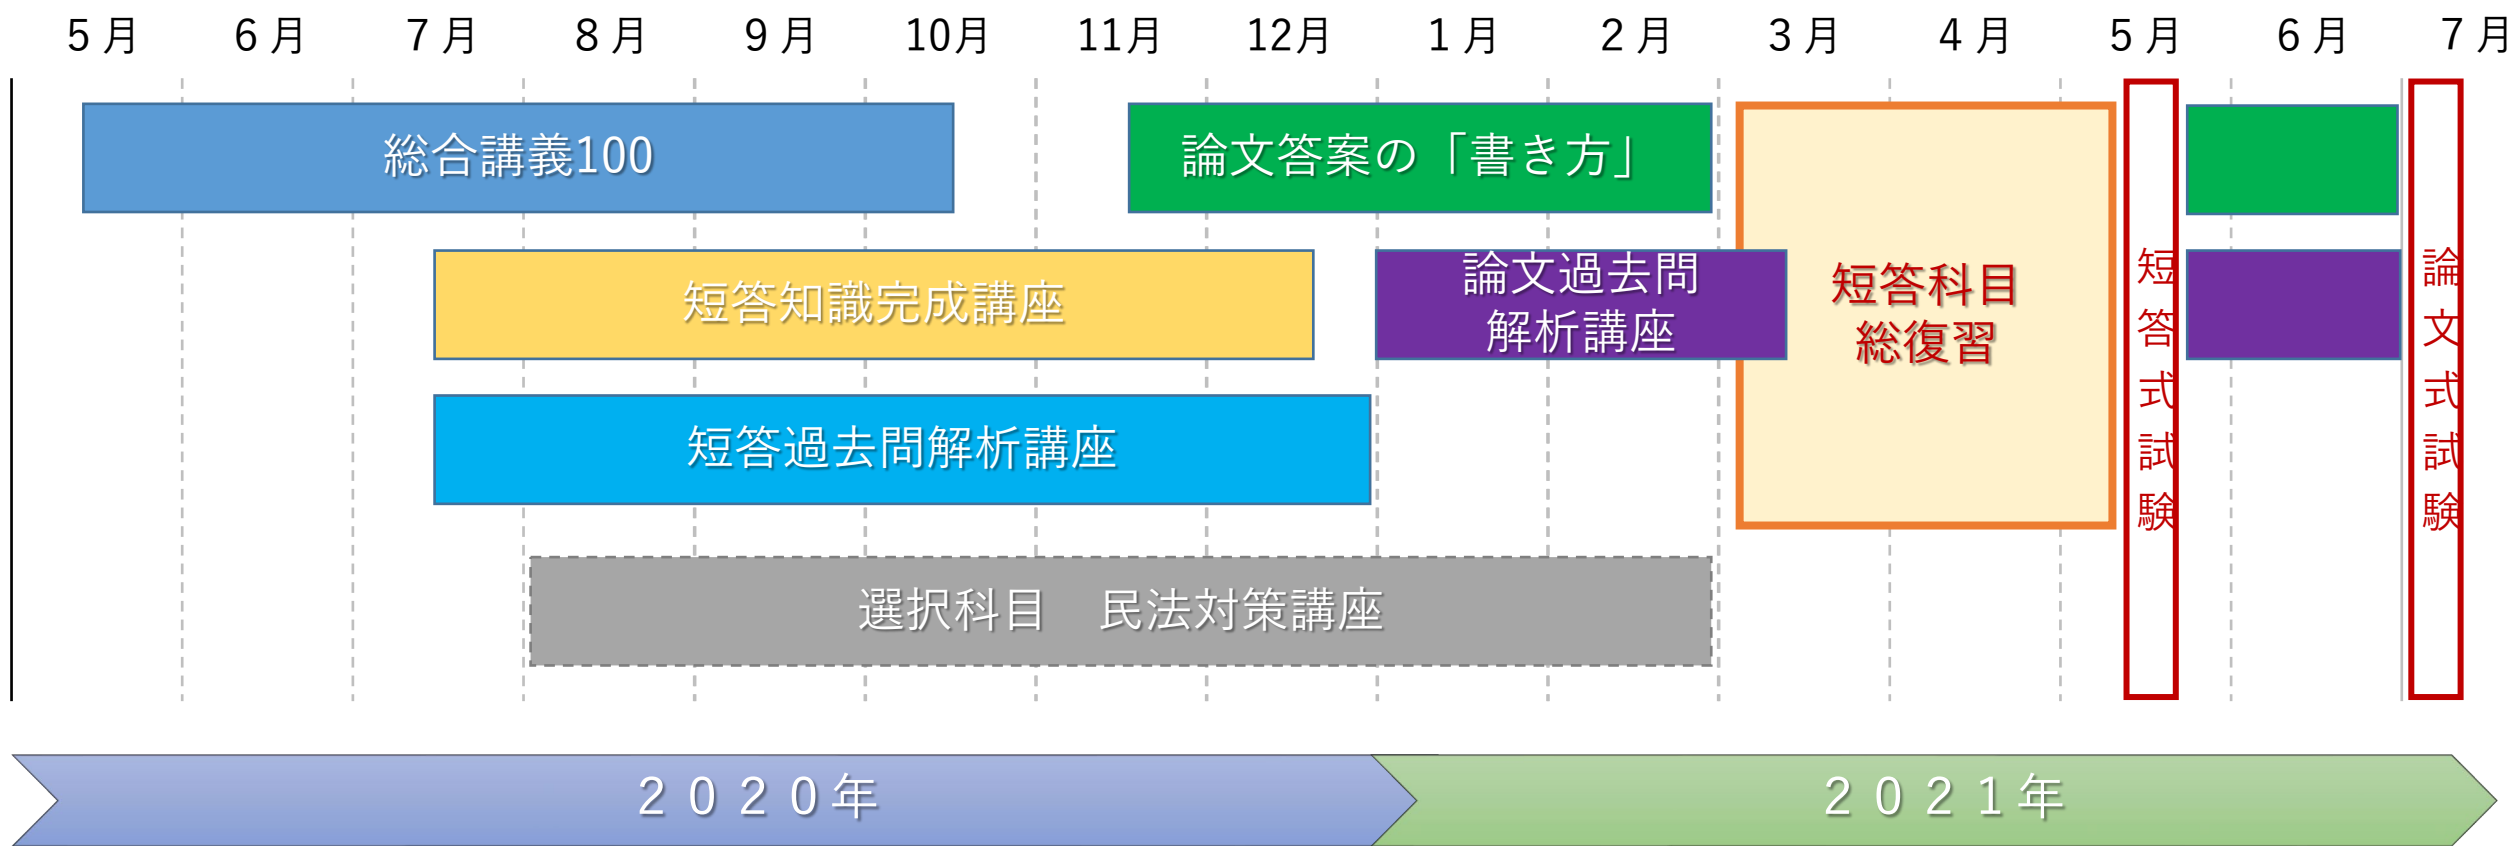 5月 6月 7月 8月 9月 10月 11月 12月 1月 2月 3月 4月 5月 6月 7月
総合講義100
論文答案の「書き方」
短答知識完成講座
論文過去問
解析講座
短答科目
総復習
短答過去問解析講座
選択科目　民法対策講座
短答式試験
論文式試験
２０２０年
２０２１年